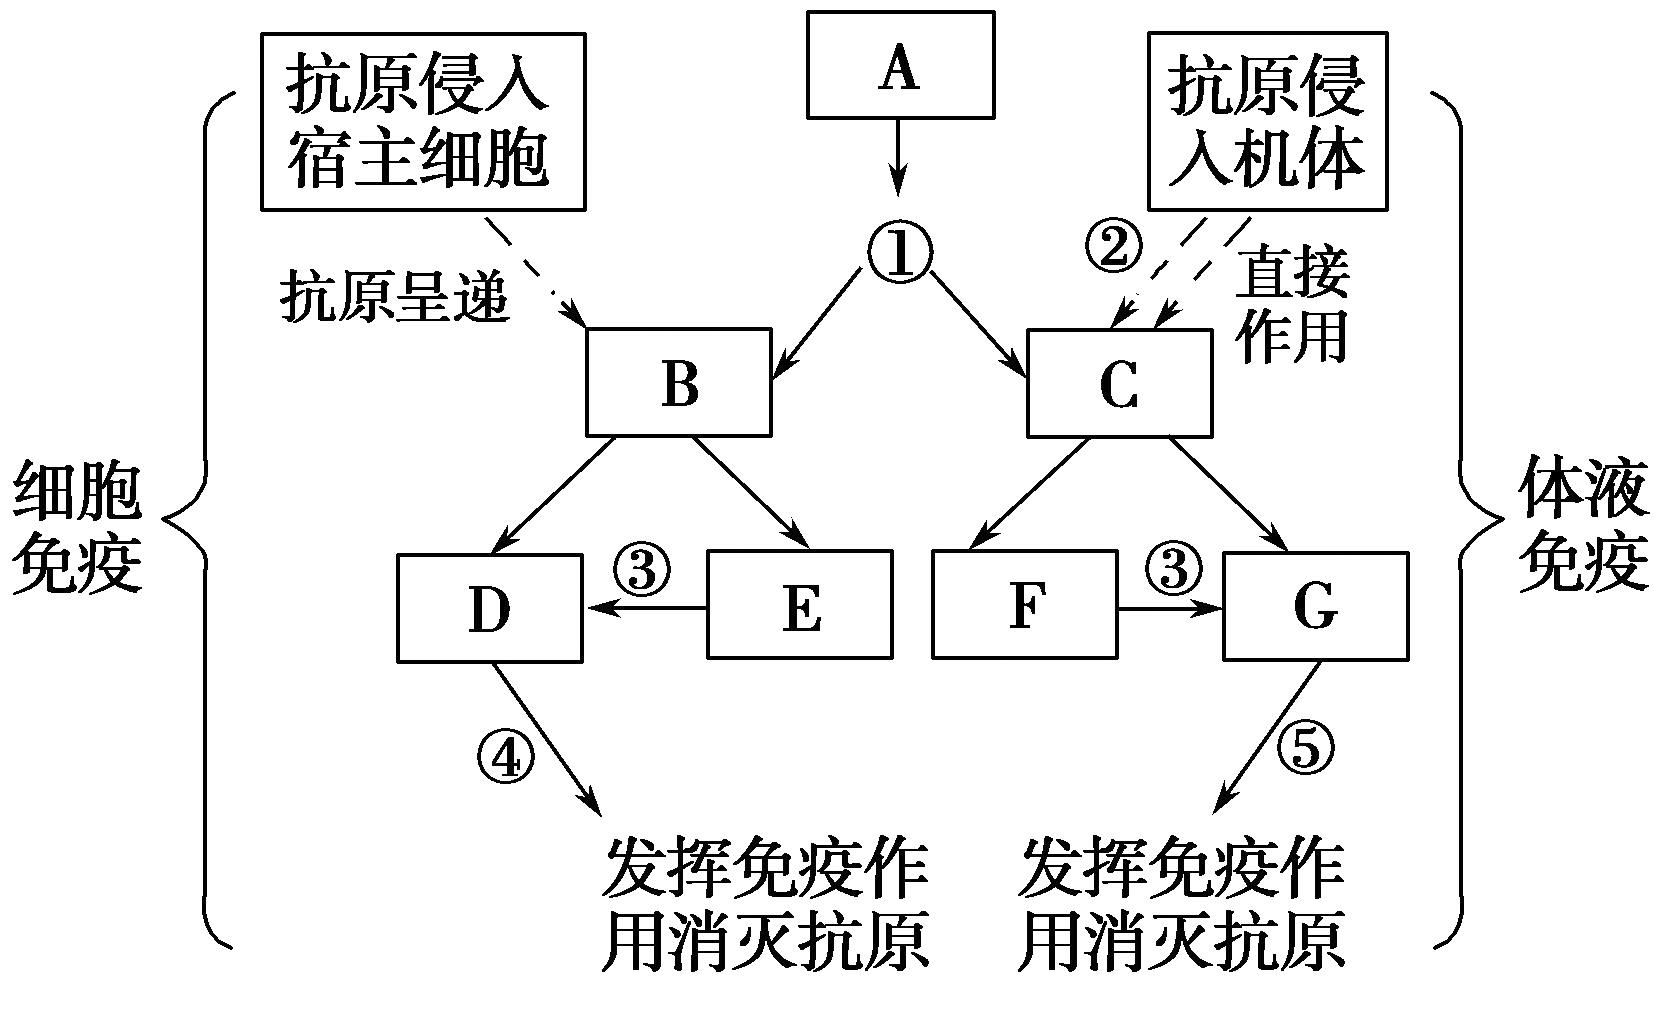 A
抗原侵入
宿主细胞
抗原侵
入机体
①
②
抗原呈递
直接
作用
B
C
细胞
免疫
体液
免疫
D
③
E
F
③
G
④
⑤
发挥免疫作
用消灭抗原
发挥免疫作
用消灭抗原